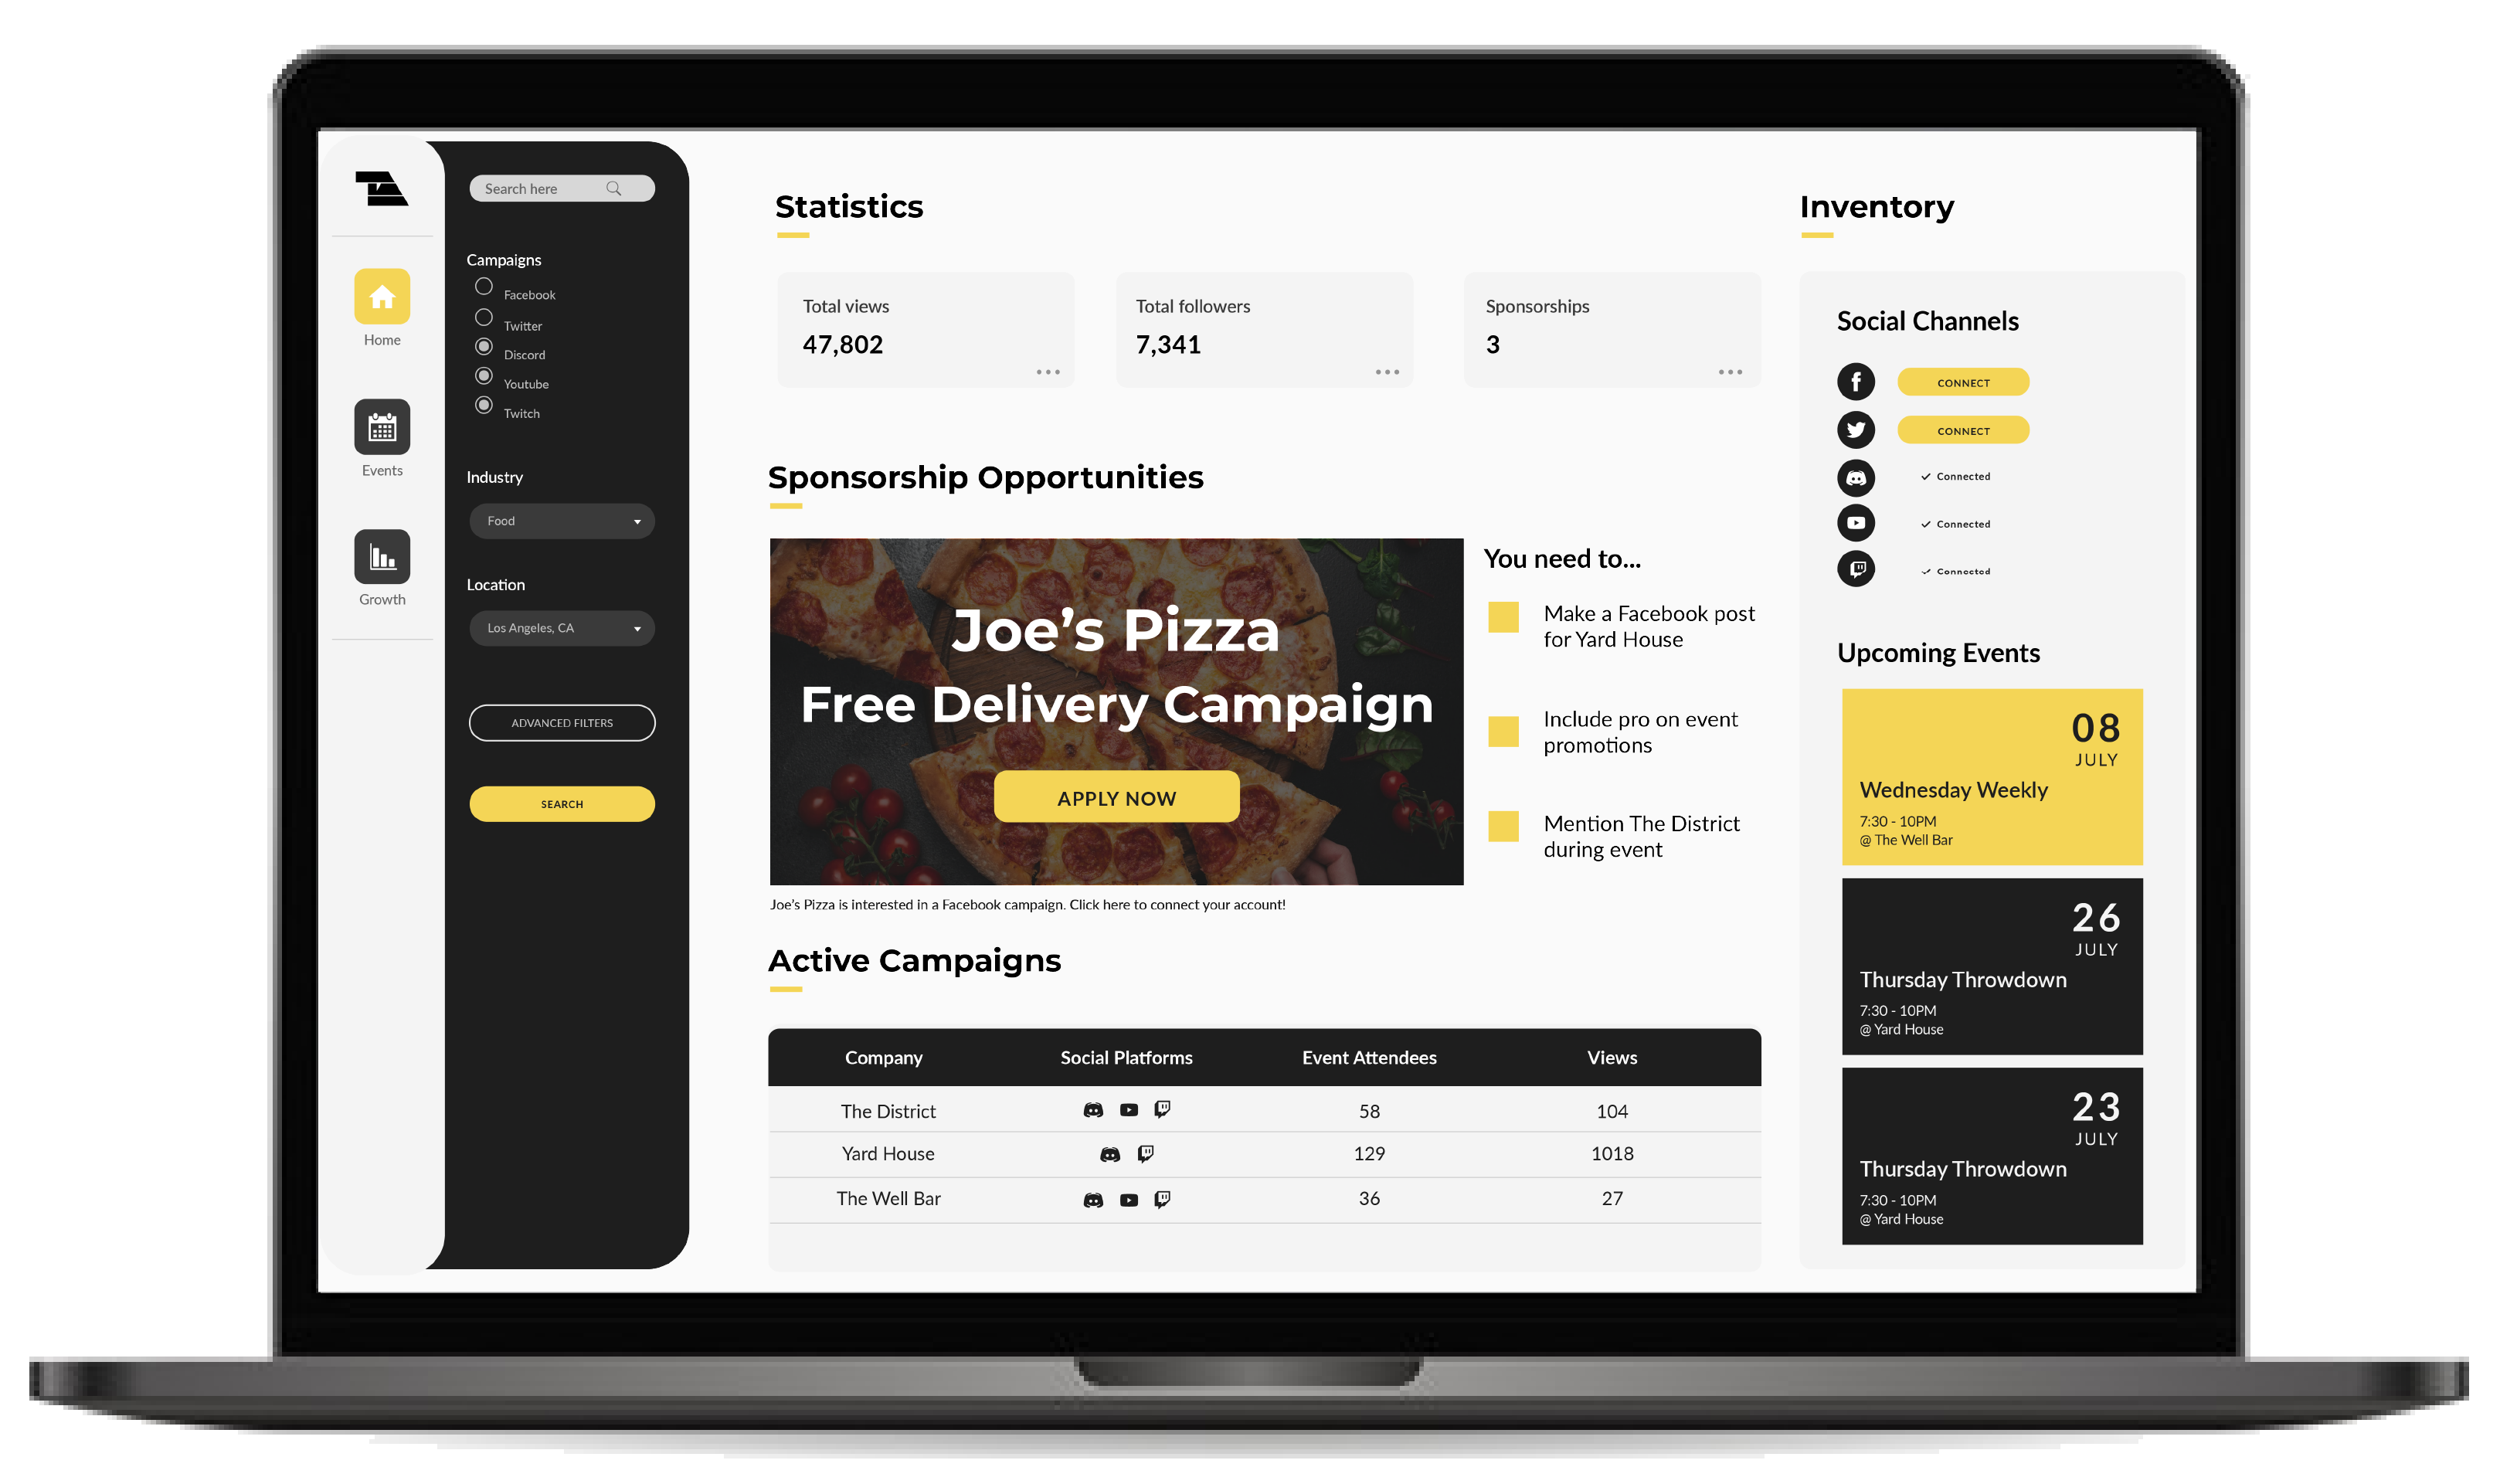 Search here
Campaigns
Facebook
Twitter
Discord
Youtube
Twitch
Industry
Food
Location
Los Angeles, CA
ADVANCED FILTERS
SEARCH
Home
Events
Growth
Statistics
Total views
47,802
Total followers
7,341
Sponsorships
3
Sponsorship Opportunities
Joe's Pizza
Free Delivery Campaign
APPLY NOW
Joe's Pizza is interested in a Facebook campaign. Click here to connect your account!
You need to...
Make a Facebook post
for Yard House
Include pro on event
promotions
Mention The District
during event
Active Campaigns
Company Social Platforms Event Attendees Views
The District 58 104
Yard House 129 1018
The Well Bar 36 27
Inventory
Social Channels
CONNECT
CONNECT
Connected
Connected
Connected
Upcoming Events
08
JULY
Wednesday Weekly
7:30 - 10PM
@ The Well Bar
26
JULY
Thursday Throwdown
7:30 - 10PM
@ Yard House
23
JULY
Thursday Throwdown
7:30 - 10PM
@ Yard House